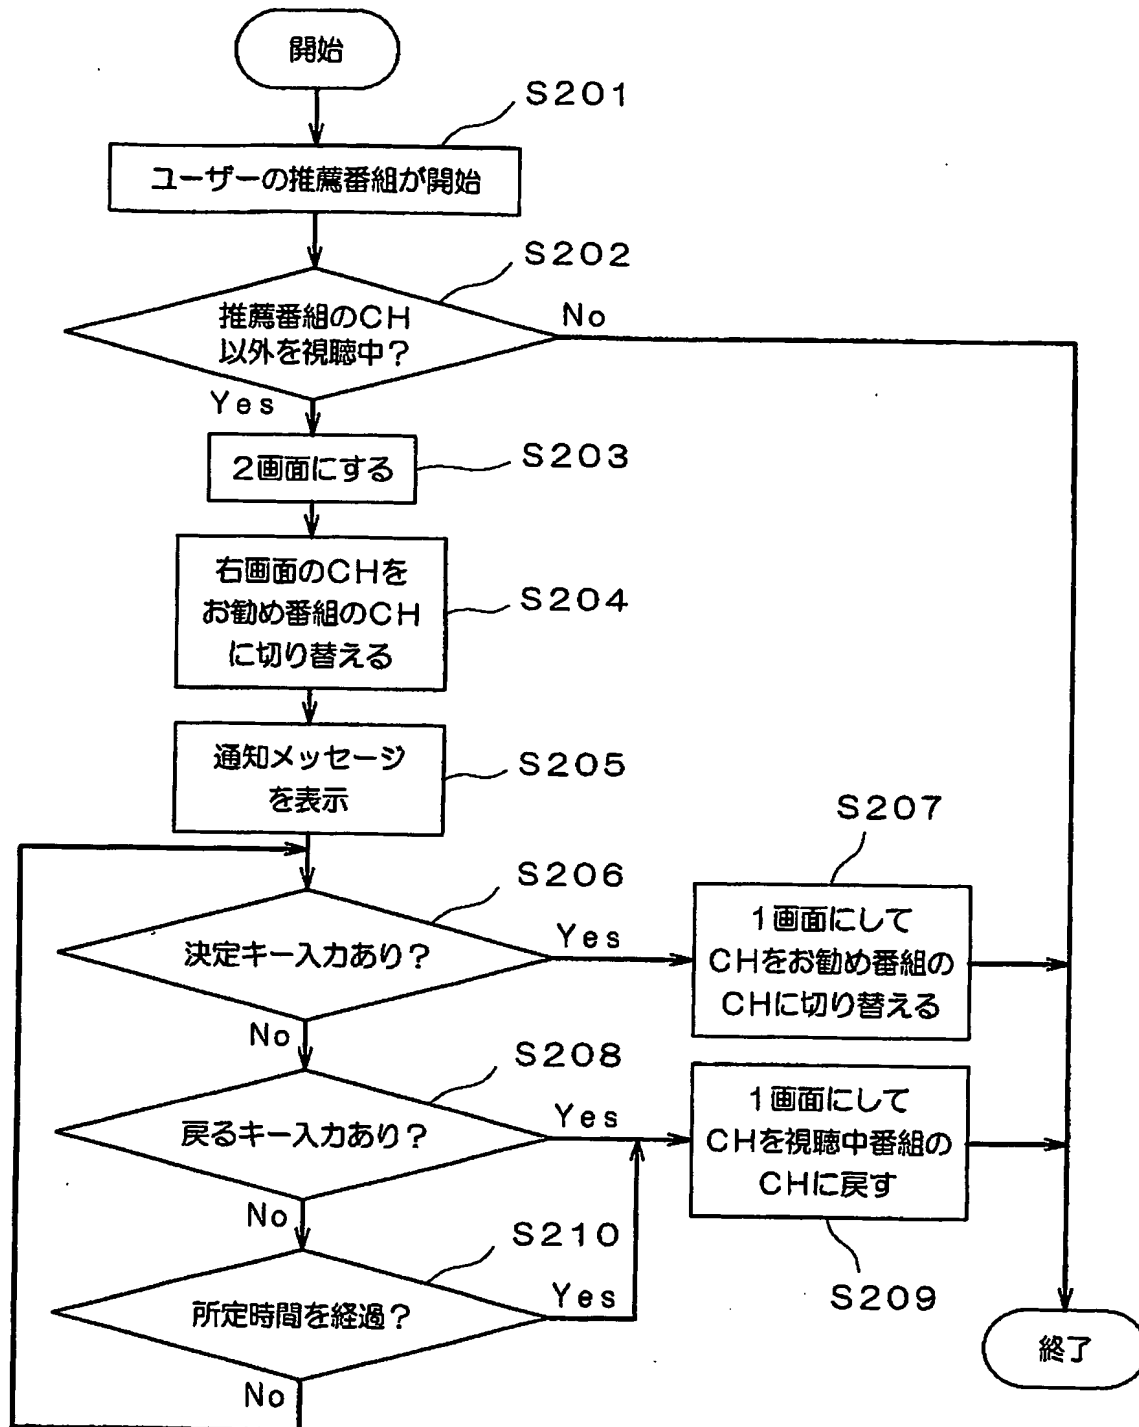 開始
S201
ユーザーの推薦番組が開始
S202
推薦番組のCH
以外を視聴中?
No
Yes
2画面にする
S203
右画面のCHを
お勧め番組のCH
に切り替える
S204
通知メッセージ
を表示
S205
S206
決定キー入力あり?
Yes
S207
1画面にして
CHをお勧め番組の
CHに切り替える
No
S208
戻るキー入力あり?
Yes
1画面にして
CHを視聴中番組の
CHに戻す
S209
No
S210
所定時間を経過?
Yes
No
終了